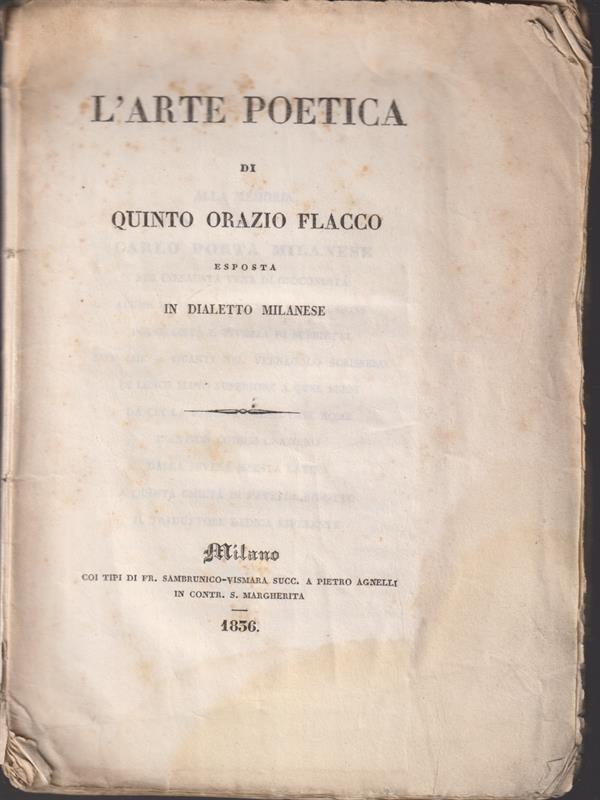 L'ARTE POETICA
DI
QUINTO ORAZIO FLACCO
ESPOSTA
IN DIALETTO MILANESE
Milano
COI TIPI DI FR. SAMBRUNICO-VISMARA SUCC. A PIETRO AGNELLI
IN CONTR. S. MARGHERITA
1836.